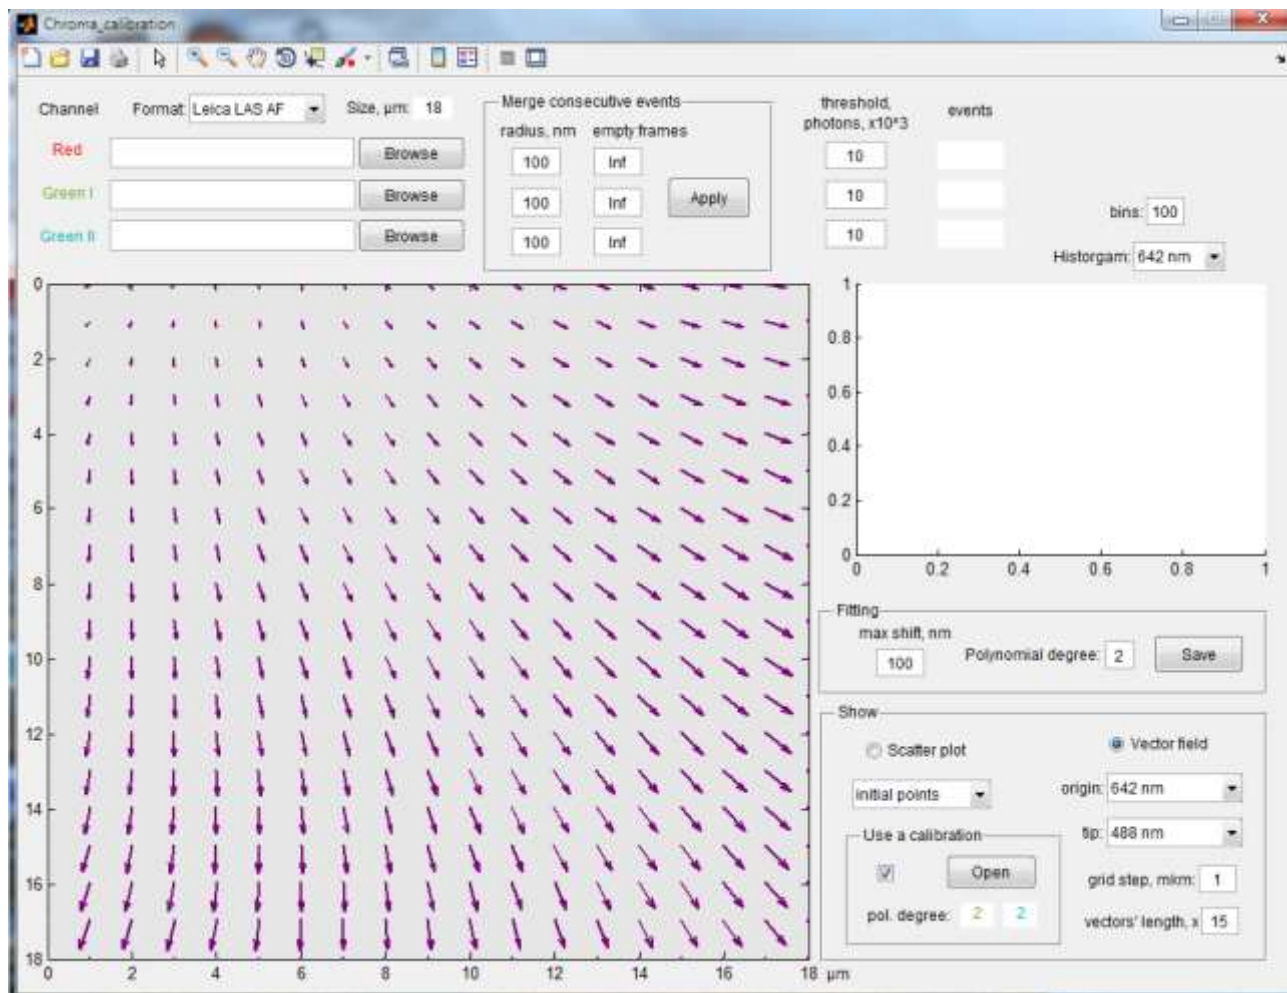 Chroma_calibration
Channel Format: Leica LAS AF Size, μm: 18
Red Browse
Green I Browse
Green II Browse
Merge consecutive events
radius, nm empty frames
100 Inf
100 Inf
100 Inf
Apply
threshold, photons, x10^3 events
10
10
10
bins: 100
Historgam: 642 nm
0
2
4
6
8
10
12
14
16
18
0 2 4 6 8 10 12 14 16 18 μm
1
0.8
0.6
0.4
0.2
0
0 0.2 0.4 0.6 0.8 1
Fitting
max shift, nm
100 Polynomial degree: 2 Save
Show
Scatter plot Vector field
initial points origin: 642 nm
tip: 488 nm
Use a calibration
Open
pol. degree: 2 2
grid step, mkm: 1
vectors' length, x 15